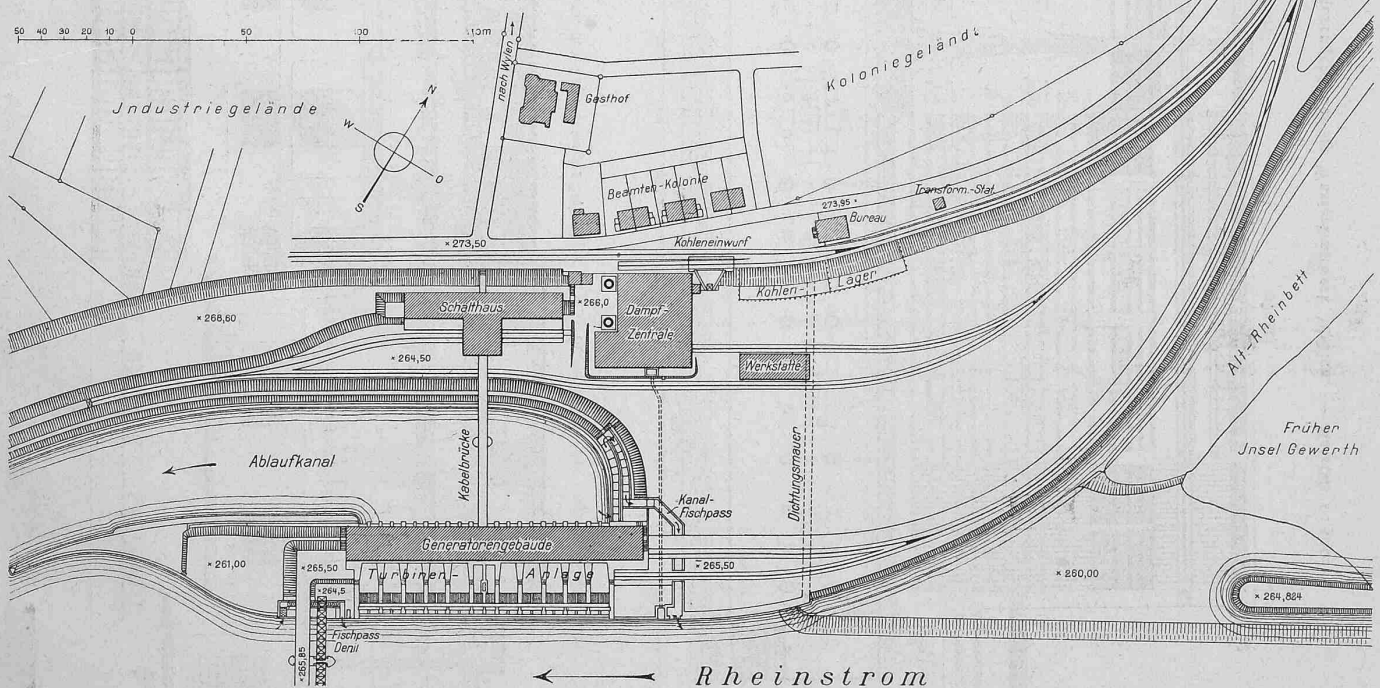 50 40 30 20 10 0 50 100 150m
nach Wylen
Koloniegelände
Industriegelände
Gasthof
N
W
O
S
Beamten-Kolonie
Transform.-Stat.
273,95 ×
Bureau
× 273,50
Kohleneinwurf
Kohlen-
Lager
× 268,60
Schalthaus
× 266,0
Dampf-
Zentrale
× 264,50
Werkstätte
Alt-Rheinbett
Früher
Insel Gewerth
Ablaufkanal
Kabelbrücke
Dichtungsmauer
Kanal-
Fischpass
Generatorengebäude
× 261,00
× 265,50
Turbinen- Anlage
× 265,50
× 260,00
× 264,5
× 264,824
Fischpass
Denil
× 265,85
Rheinstrom